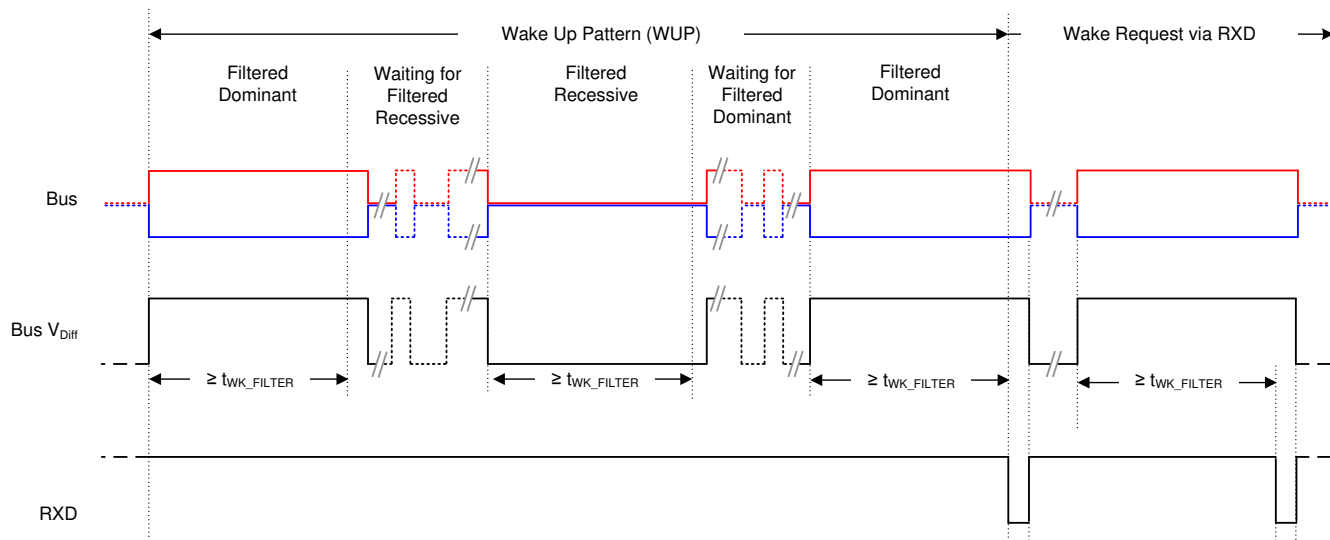 Wake Up Pattern (WUP)
Wake Request via RXD
Filtered
Dominant
Waiting for
Filtered
Recessive
Filtered
Recessive
Waiting for
Filtered
Dominant
Filtered
Dominant
Bus
Bus VDiff
≥ tWK_FILTER
≥ tWK_FILTER
≥ tWK_FILTER
≥ tWK_FILTER
RXD